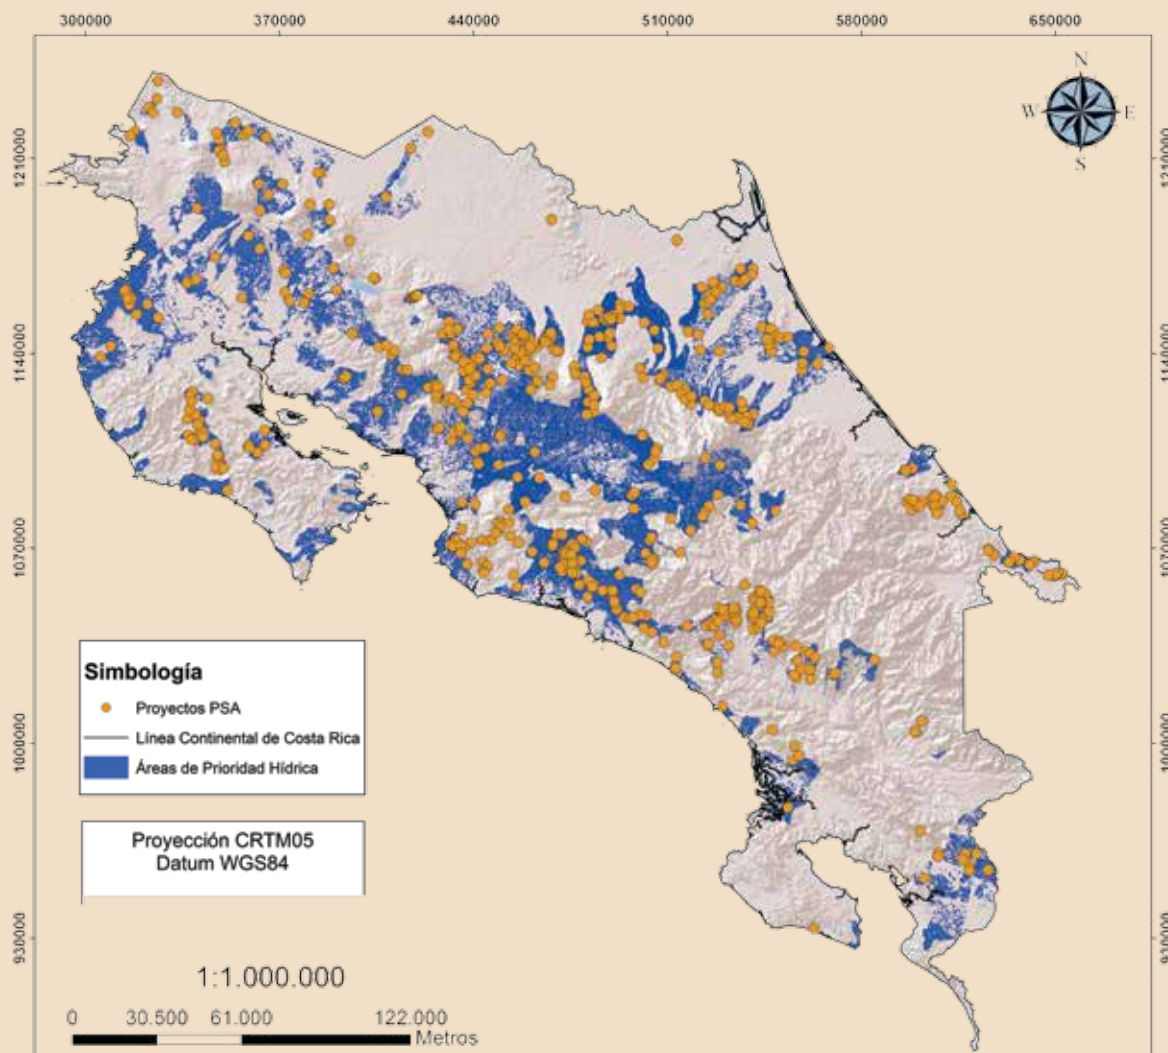 300000 370000 440000 510000 580000 650000
N
W E
S
1210000 1210000
1140000 1140000
1070000 1070000
1000000 1000000
930000 930000
Simbología
Proyectos PSA
Línea Continental de Costa Rica
Áreas de Prioridad Hídrica
Proyección CRTM05
Datum WGS84
1:1.000.000
0 30.500 61.000 122.000
Metros